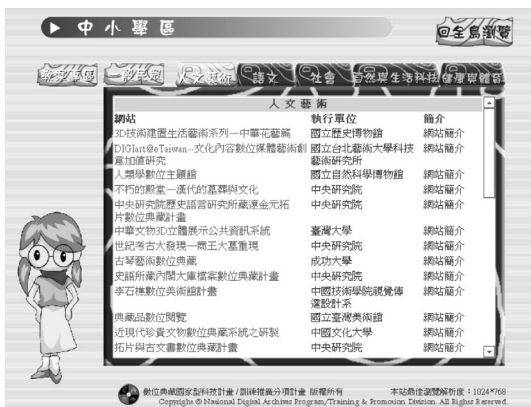 中小學區
回全島瀏覽
教室專區 一般民眾 人文藝術 語文 社會 自然與生活科技 健康與體育
人文藝術
網站 執行單位 簡介
3D技術建置生活藝術系列—中華花藝篇 國立歷史博物館 網站簡介
DIGIart@eTaiwan--文化內容數位媒體藝術創 國立台北藝術大學科技 網站簡介
意加值研究 藝術研究所
人類學數位主題館 國立自然科學博物館 網站簡介
不朽的殿堂—漢代的墓葬與文化 中央研究院 網站簡介
中央研究院歷史語言研究所藏遼金元拓 中央研究院 網站簡介
片數位典藏計畫
中華文物3D立體展示公共資訊系統 臺灣大學 網站簡介
世紀考古大發現—商王大墓重現 中央研究院 網站簡介
古琴藝術數位典藏 成功大學 網站簡介
史語所藏內閣大庫檔案數位典藏計畫 中央研究院 網站簡介
李石樵數位美術館計畫 中國技術學院視覺傳 網站簡介
達設計系
典藏品數位閱覽 國立臺灣美術館 網站簡介
近現代珍貴文物數位典藏系統之研製 中國文化大學 網站簡介
拓片與古文書數位典藏計畫 中央研究院 網站簡介
數位典藏國家型科技計畫/訓練推廣分項計畫 版權所有 本站最佳瀏覽解析度：1024*768
Copyright © National Digital Archives Program/Training & Promotion Division. All Rights Reserved.